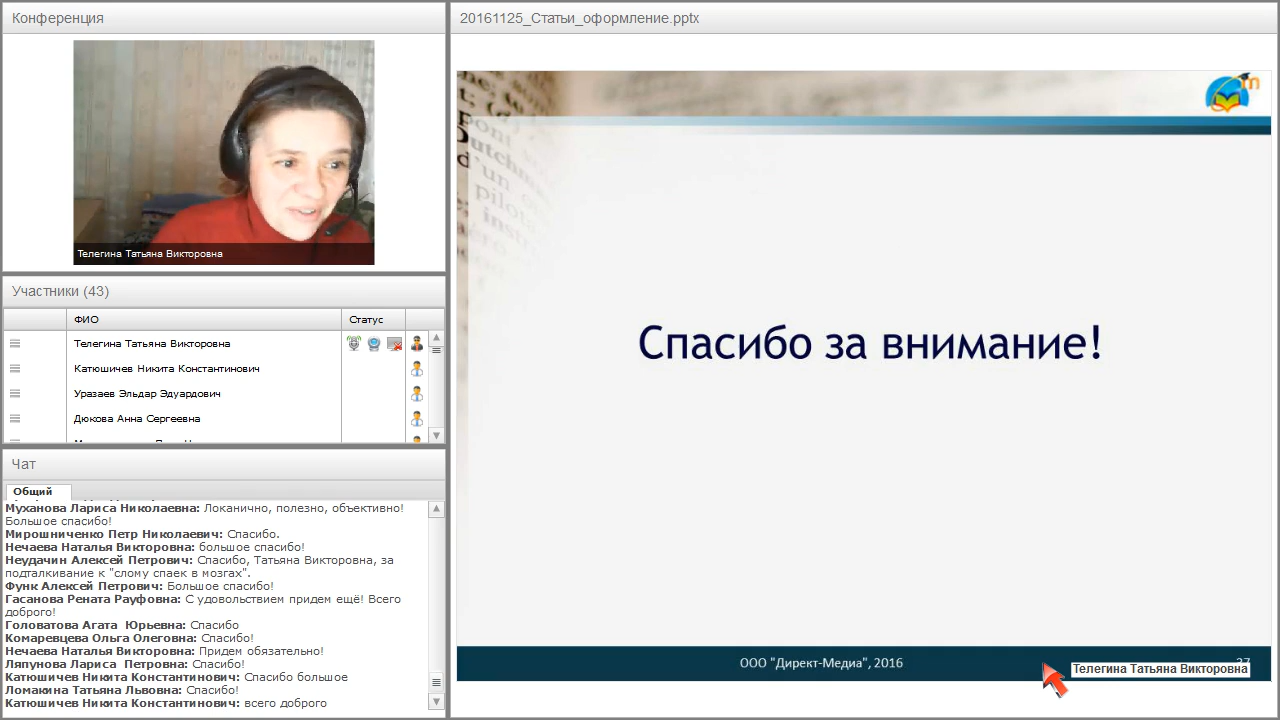 Конференция
Телегина Татьяна Викторовна
Участники (43)
ФИО
Статус
Телегина Татьяна Викторовна
Катюшичев Никита Константинович
Уразаев Эльдар Эдуардович
Дюкова Анна Сергеевна
Чат
Общий
Муханова Лариса Николаевна: Локанично, полезно, объективно!
Большое спасибо!
Мирошниченко Петр Николаевич: Спасибо.
Нечаева Наталья Викторовна: большое спасибо!
Неудачин Алексей Петрович: Спасибо, Татьяна Викторовна, за
подталкивание к "слому спаек в мозгах".
Функ Алексей Петрович: Большое спасибо!
Гасанова Рената Рауфовна: С удовольствием придем ещё! Всего
доброго!
Головатова Агата Юрьевна: Спасибо
Комаревцева Ольга Олеговна: Спасибо!
Нечаева Наталья Викторовна: Придем обязательно!
Ляпунова Лариса Петровна: Спасибо!
Катюшичев Никита Константинович: Спасибо большое
Ломакина Татьяна Львовна: Спасибо!
Катюшичев Никита Константинович: всего доброго
20161125_Статьи_оформление.pptx
Спасибо за внимание!
ООО "Директ-Медиа", 2016
Телегина Татьяна Викторовна